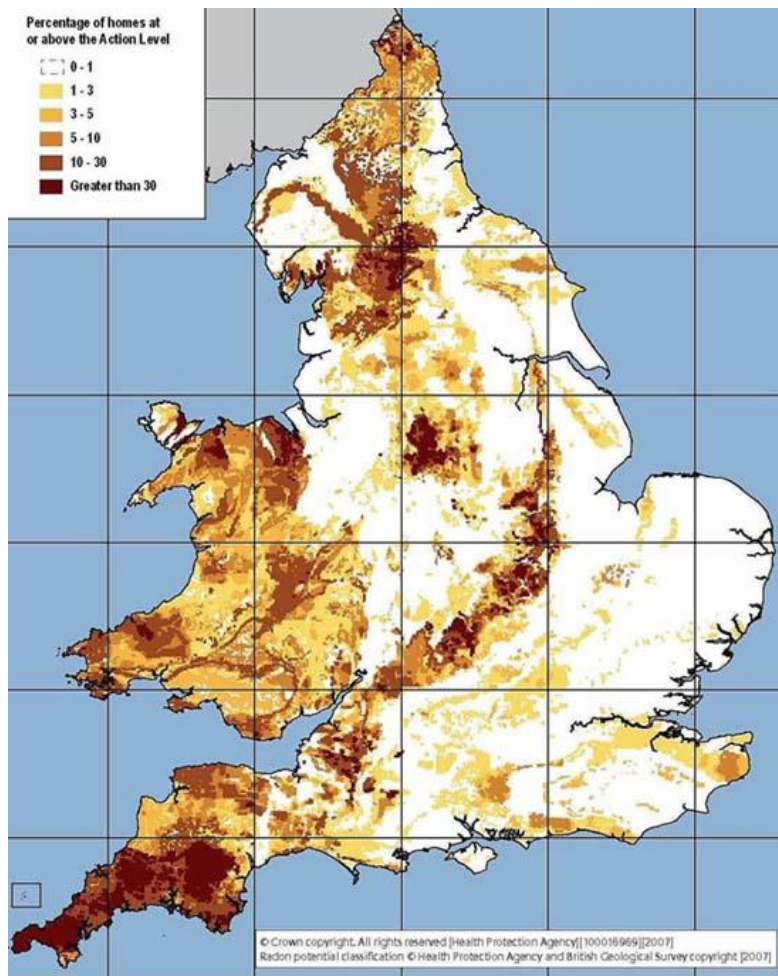 Percentage of homes at
or above the Action Level
0 - 1
1 - 3
3 - 5
5 - 10
10 - 30
Greater than 30
© Crown copyright. All rights reserved [Health Protection Agency][100016969][2007]
Radon potential classification © Health Protection Agency and British Geological Survey copyright [2007]